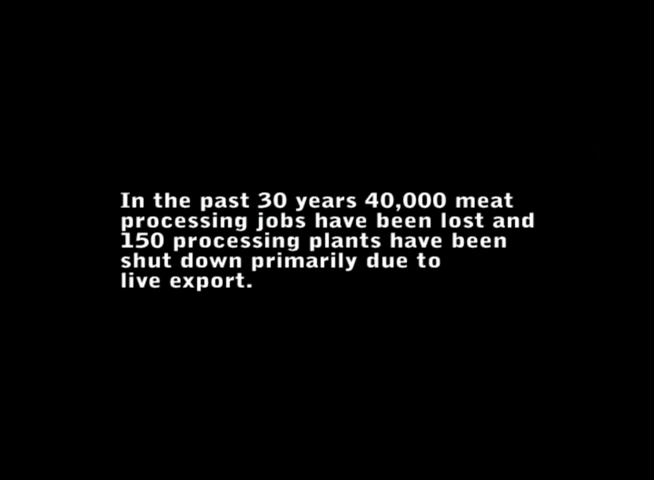 In the past 30 years 40,000 meat
processing jobs have been lost and
150 processing plants have been
shut down primarily due to
live export.